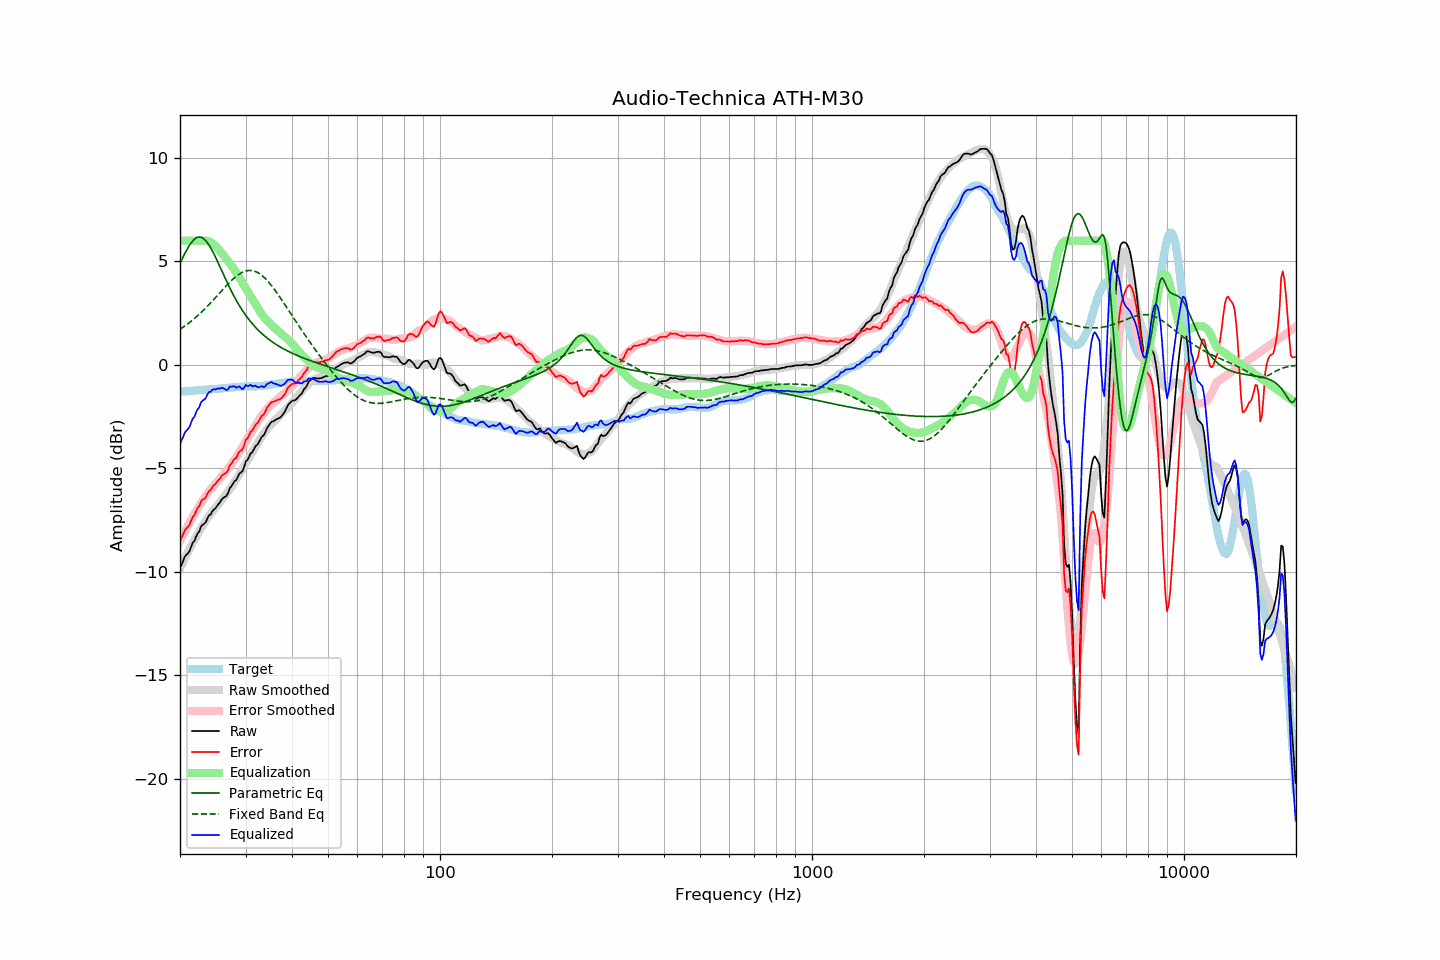 Audio-Technica ATH-M30
Amplitude (dBr)
10
5
0
−5
−10
−15
−20
Target
Raw Smoothed
Error Smoothed
Raw
Error
Equalization
Parametric Eq
Fixed Band Eq
Equalized
100
1000
10000
Frequency (Hz)